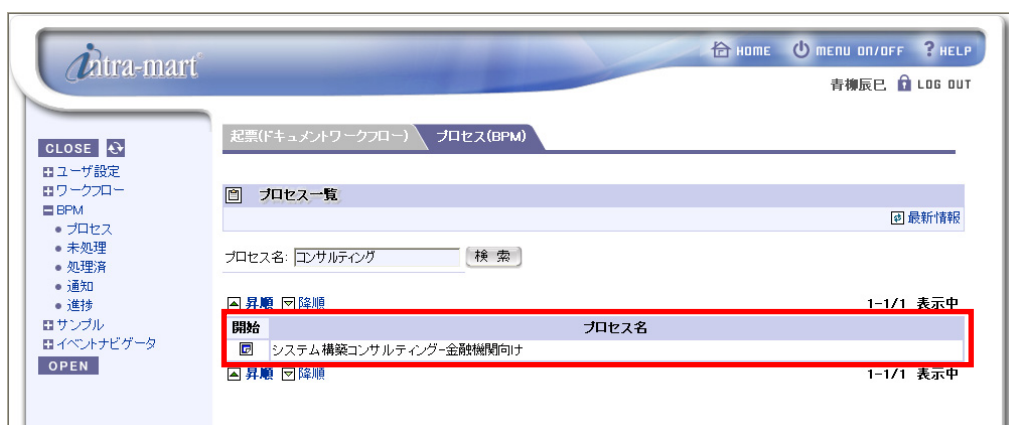 intra-mart
HOME MENU ON/OFF ? HELP
青柳辰巳 LOG OUT
起票(ドキュメントワークフロー) プロセス(BPM)
CLOSE
ユーザ設定
ワークフロー
BPM
プロセス
未処理
処理済
通知
進捗
サンプル
イベントナビゲータ
OPEN
プロセス一覧
最新情報
プロセス名: コンサルティング 検 索
昇順 降順 1-1/1 表示中
開始 プロセス名
システム構築コンサルティング-金融機関向け
昇順 降順 1-1/1 表示中